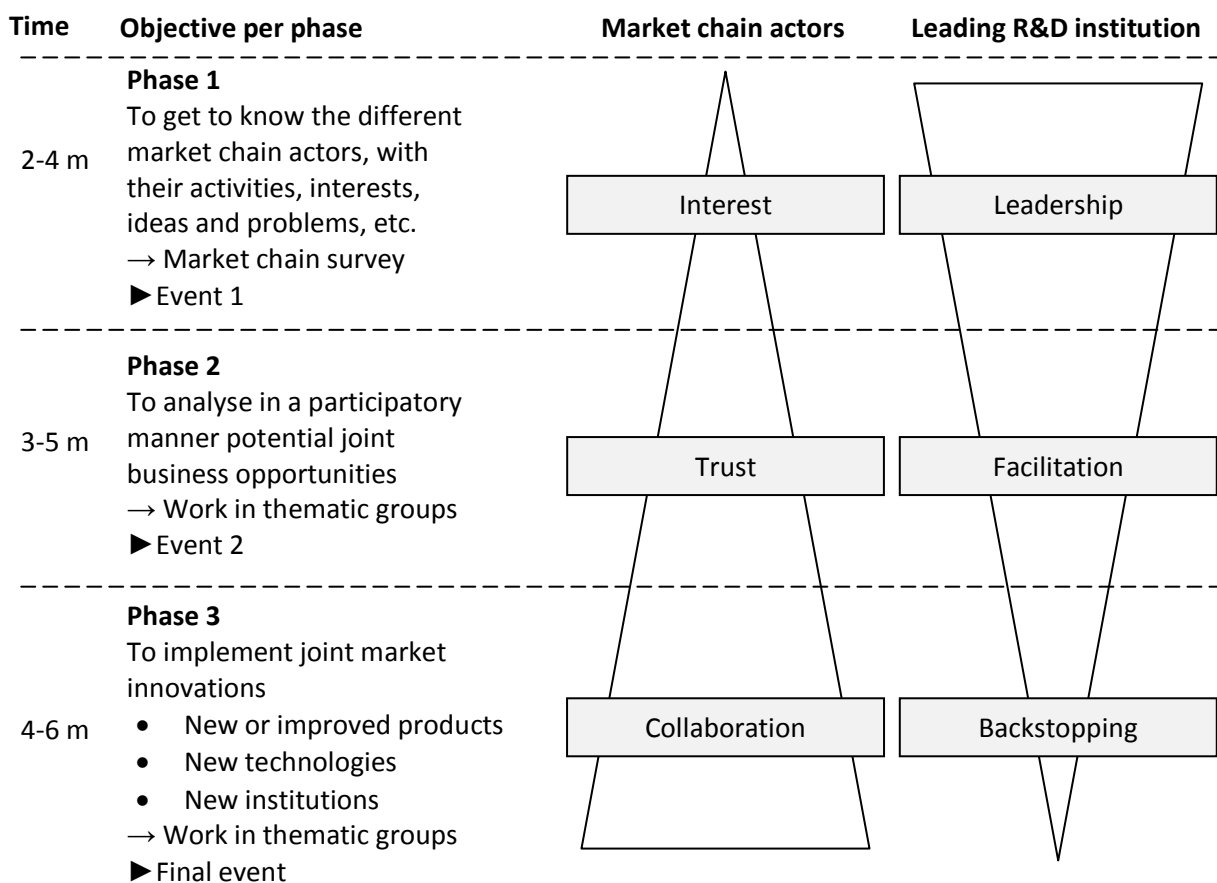 Time Objective per phase Market chain actors Leading R&D institution
Phase 1
To get to know the different
market chain actors, with
2-4 m
their activities, interests,
ideas and problems, etc.
→ Market chain survey
►Event 1
Interest Leadership
Phase 2
To analyse in a participatory
manner potential joint
3-5 m
business opportunities
→ Work in thematic groups
►Event 2
Trust Facilitation
Phase 3
To implement joint market
innovations
4-6 m
• New or improved products
• New technologies
• New institutions
→ Work in thematic groups
►Final event
Collaboration Backstopping